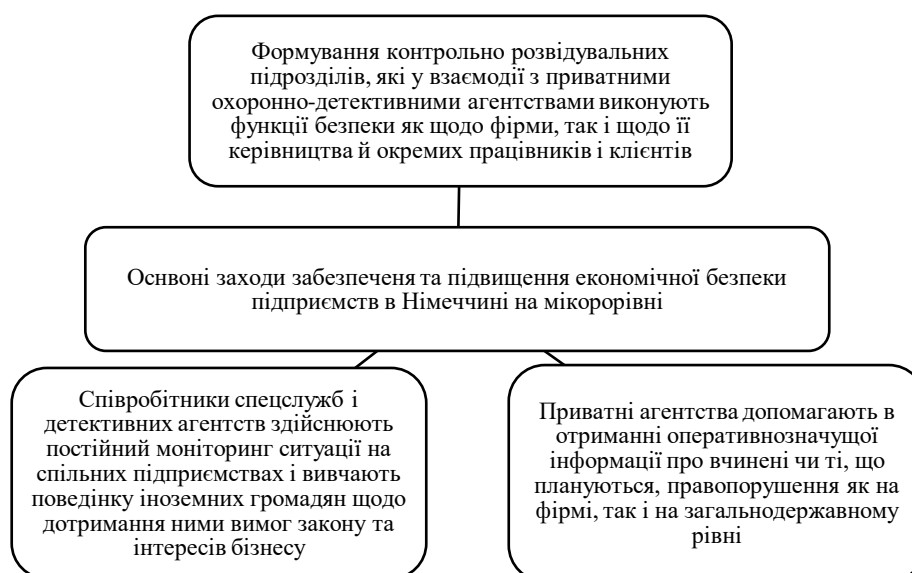 Формування контрольно розвідувальних
підрозділів, які у взаємодії з приватними
охоронно-детективними агентствами виконують
функції безпеки як щодо фірми, так і щодо її
керівництва й окремих працівників і клієнтів
Оснвоні заходи забезпеченя та підвищення економічної безпеки
підприємств в Німеччині на мікорорівні
Співробітники спецслужб і
детективних агентств здійснюють
постійний моніторинг ситуації на
спільних підприємствах і вивчають
поведінку іноземних громадян щодо
дотримання ними вимог закону та
інтересів бізнесу
Приватні агентства допомагають в
отриманні оперативнозначущої
інформації про вчинені чи ті, що
плануються, правопорушення як на
фірмі, так і на загальнодержавному
рівні